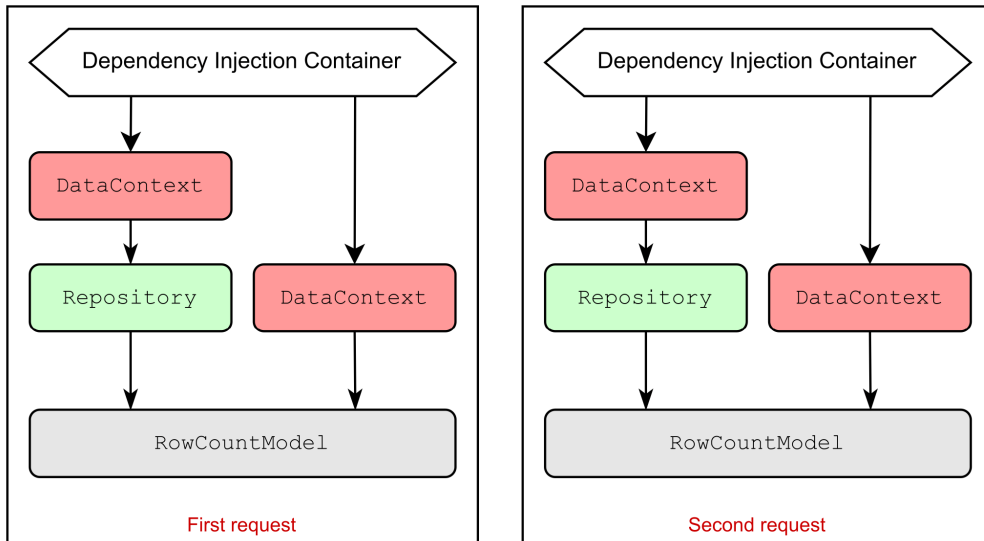 Dependency Injection Container
DataContext
Repository
DataContext
RowCountModel
First request
Dependency Injection Container
DataContext
Repository
DataContext
RowCountModel
Second request